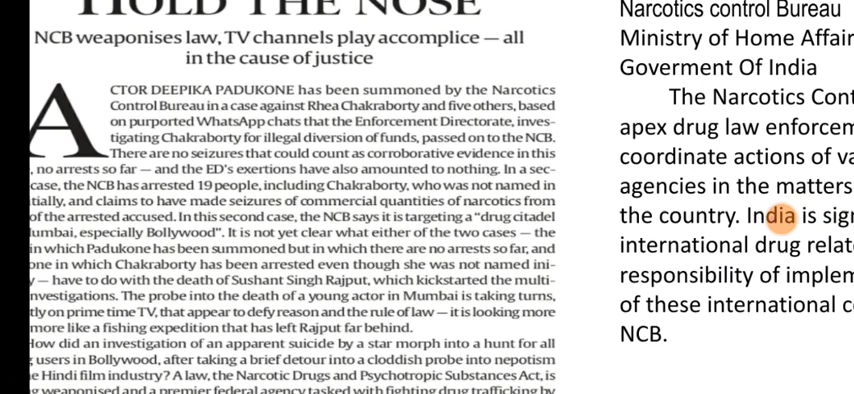 HOLD THE NOSE
NCB weaponises law, TV channels play accomplice — all
in the cause of justice
ACTOR DEEPIKA PADUKONE has been summoned by the Narcotics
Control Bureau in a case against Rhea Chakraborty and five others, based
on purported WhatsApp chats that the Enforcement Directorate, inves-
tigating Chakraborty for illegal diversion of funds, passed on to the NCB.
There are no seizures that could count as corroborative evidence in this
, no arrests so far — and the ED's exertions have also amounted to nothing. In a sec-
case, the NCB has arrested 19 people, including Chakraborty, who was not named in
tially, and claims to have made seizures of commercial quantities of narcotics from
of the arrested accused. In this second case, the NCB says it is targeting a "drug citadel
umbai, especially Bollywood". It is not yet clear what either of the two cases — the
in which Padukone has been summoned but in which there are no arrests so far, and
one in which Chakraborty has been arrested even though she was not named ini-
y — have to do with the death of Sushant Singh Rajput, which kickstarted the multi-
nvestigations. The probe into the death of a young actor in Mumbai is taking turns,
tly on prime time TV, that appear to defy reason and the rule of law — it is looking more
more like a fishing expedition that has left Rajput far behind.
How did an investigation of an apparent suicide by a star morph into a hunt for all
users in Bollywood, after taking a brief detour into a cloddish probe into nepotism
e Hindi film industry? A law, the Narcotic Drugs and Psychotropic Substances Act, is
g weaponised and a premier federal agency tasked with fighting drug trafficking by
Narcotics control Bureau
Ministry of Home Affair
Goverment Of India
The Narcotics Cont
apex drug law enforcem
coordinate actions of va
agencies in the matters
the country. India is sign
international drug relate
responsibility of implem
of these international co
NCB.